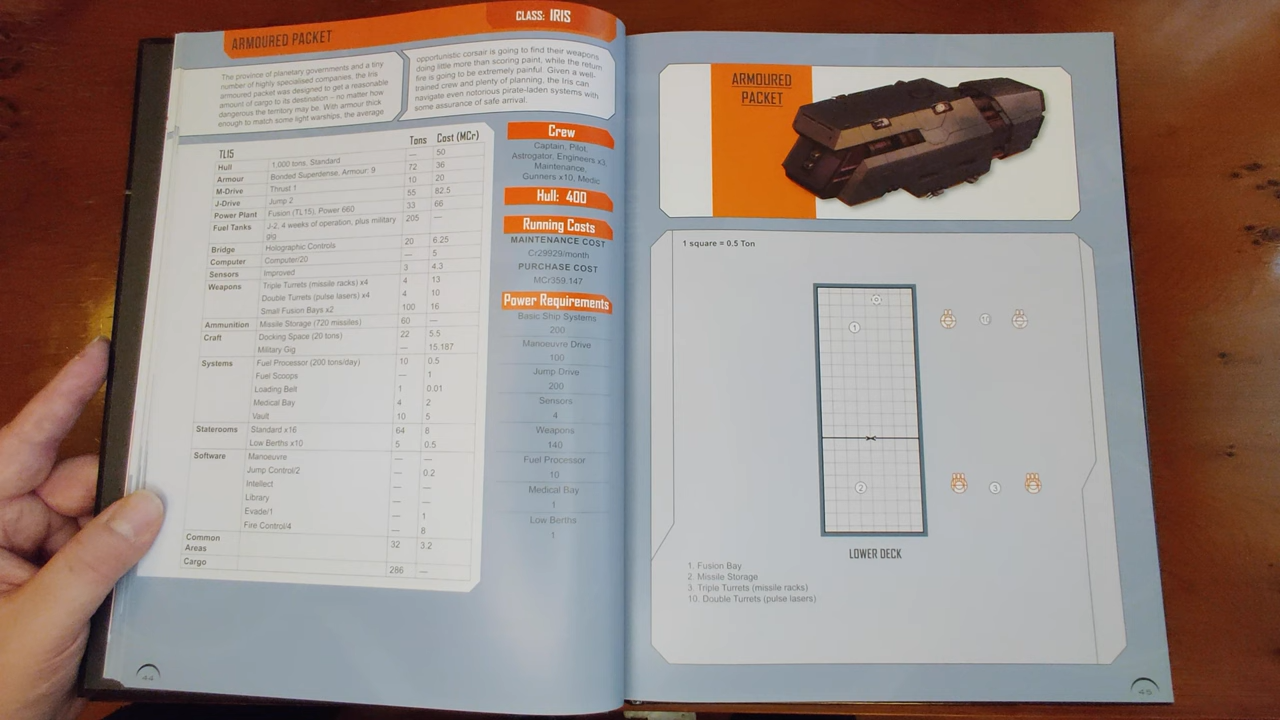 CLASS: IRIS
ARMOURED PACKET
The province of planetary governments and a tiny
number of highly specialised companies, the Iris
armoured packet was designed to get a reasonable
amount of cargo to its destination – no matter how
dangerous the territory may be. With armour thick
enough to match some light warships, the average
opportunistic corsair is going to find their weapons
doing little more than scoring paint, while the return
fire is going to be extremely painful. Given a well-
trained crew and plenty of planning, the Iris can
navigate even notorious pirate-laden systems with
some assurance of safe arrival.
TL15 Tons Cost (MCr)
Hull 1,000 tons, Standard — 50
Armour Bonded Superdense, Armour: 9 72 36
M-Drive Thrust 1 10 20
J-Drive Jump 2 55 82.5
Power Plant Fusion (TL15), Power 660 33 66
Fuel Tanks J-2, 4 weeks of operation, plus military 205 —
gig
Bridge Holographic Controls 20 6.25
Computer Computer/20 — 5
Sensors Improved 3 4.3
Weapons Triple Turrets (missile racks) x4 4 13
Double Turrets (pulse lasers) x4 4 10
Small Fusion Bays x2 100 16
Ammunition Missile Storage (720 missiles) 60 —
Craft Docking Space (20 tons) 22 5.5
Military Gig — 15.187
Systems Fuel Processor (200 tons/day) 10 0.5
Fuel Scoops — 1
Loading Belt 1 0.01
Medical Bay 4 2
Vault 10 5
Staterooms Standard x16 64 8
Low Berths x10 5 0.5
Software Manoeuvre — —
Jump Control/2 — 0.2
Intellect — —
Library — —
Evade/1 — 1
Fire Control/4 — 8
Common
Areas 32 3.2
Cargo 286 —
Crew
Captain, Pilot,
Astrogator, Engineers x3,
Maintenance,
Gunners x10, Medic
Hull: 400
Running Costs
MAINTENANCE COST
Cr29929/month
PURCHASE COST
MCr359.147
Power Requirements
Basic Ship Systems
200
Manoeuvre Drive
100
Jump Drive
200
Sensors
4
Weapons
140
Fuel Processor
10
Medical Bay
1
Low Berths
1
44
ARMOURED
PACKET
1 square = 0.5 Ton
1
10
2
3
LOWER DECK
1. Fusion Bay
2. Missile Storage
3. Triple Turrets (missile racks)
10. Double Turrets (pulse lasers)
45